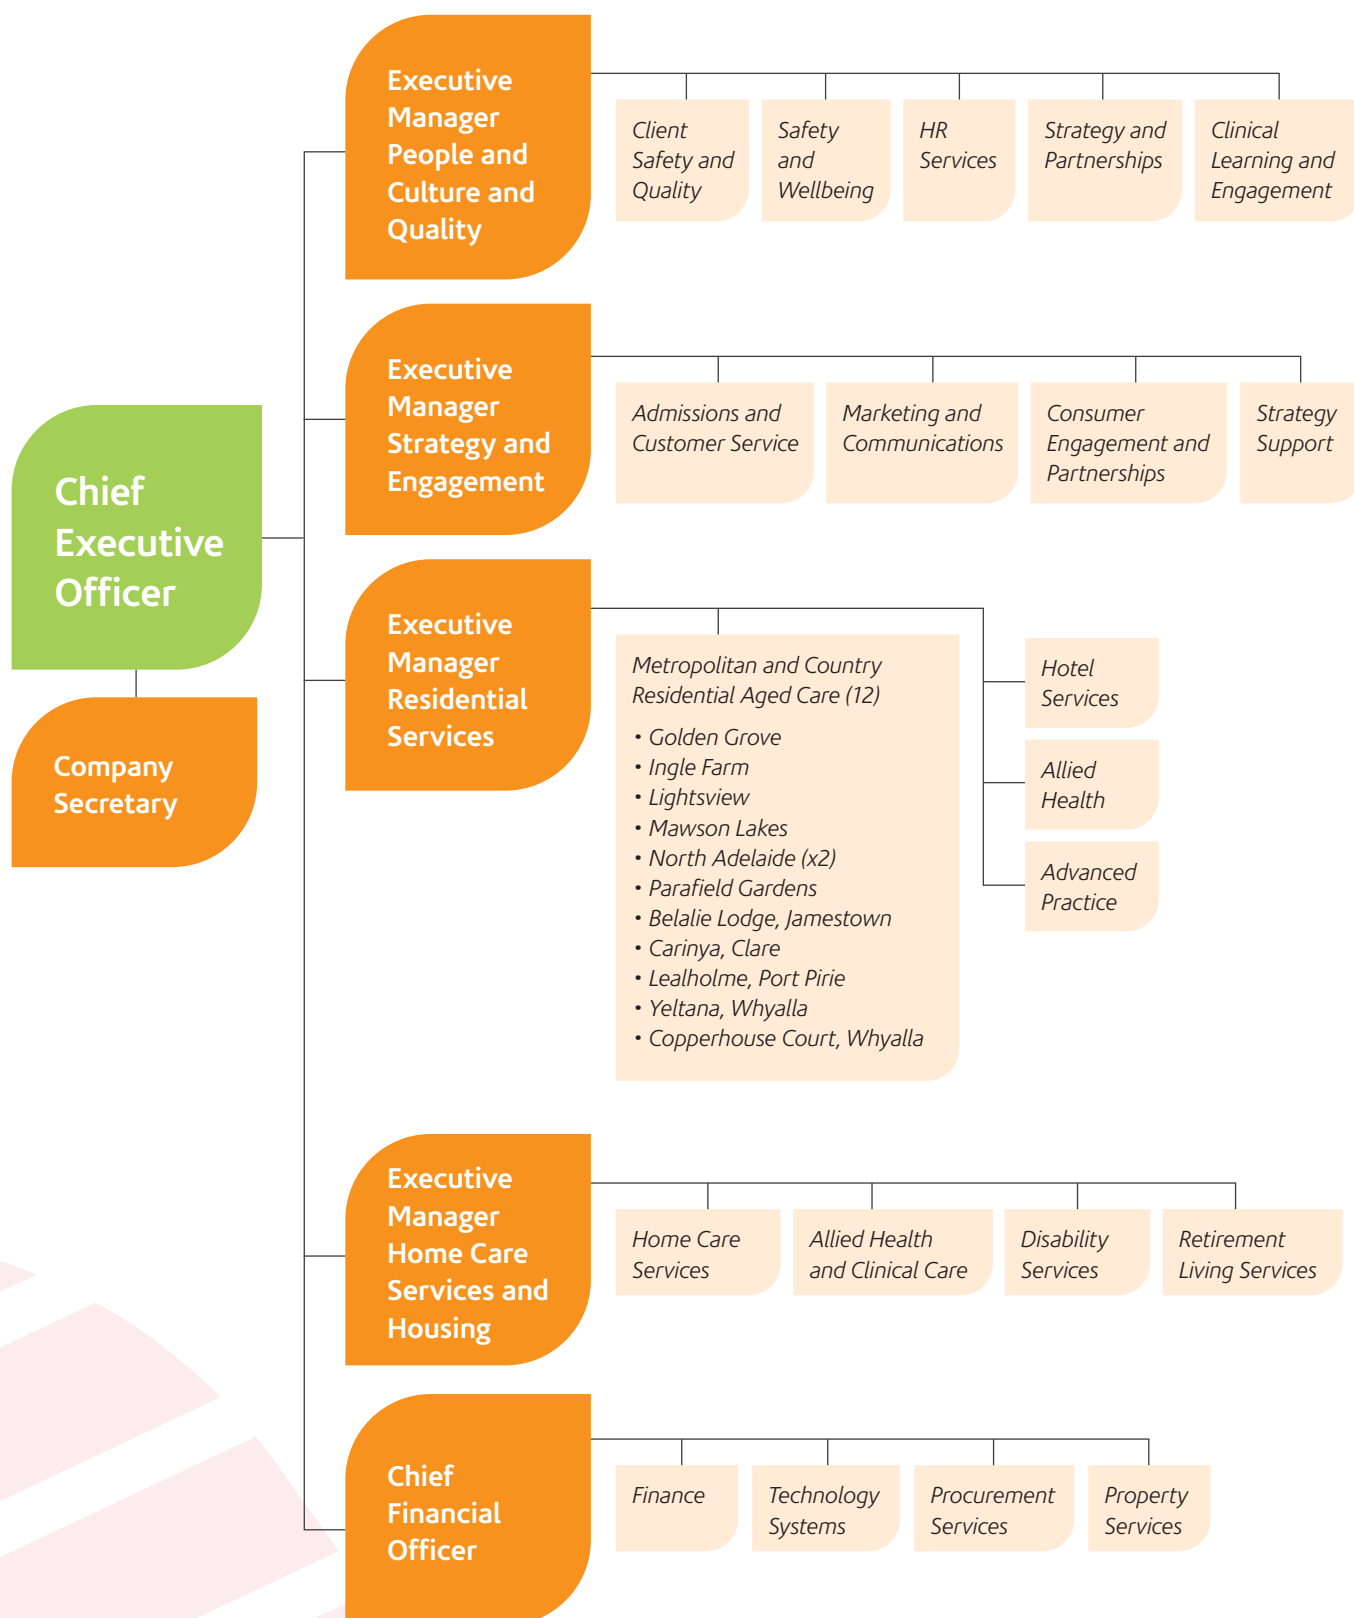 Executive
Manager
People and
Culture and
Quality
Client
Safety and
Quality
Safety
and
Wellbeing
HR
Services
Strategy and
Partnerships
Clinical
Learning and
Engagement
Executive
Manager
Strategy and
Engagement
Admissions and
Customer Service
Marketing and
Communications
Consumer
Engagement and
Partnerships
Strategy
Support
Chief
Executive
Officer
Company
Secretary
Executive
Manager
Residential
Services
Metropolitan and Country
Residential Aged Care (12)
• Golden Grove
• Ingle Farm
• Lightsview
• Mawson Lakes
• North Adelaide (x2)
• Parafield Gardens
• Belalie Lodge, Jamestown
• Carinya, Clare
• Lealholme, Port Pirie
• Yeltana, Whyalla
• Copperhouse Court, Whyalla
Hotel
Services
Allied
Health
Advanced
Practice
Executive
Manager
Home Care
Services and
Housing
Home Care
Services
Allied Health
and Clinical Care
Disability
Services
Retirement
Living Services
Chief
Financial
Officer
Finance
Technology
Systems
Procurement
Services
Property
Services